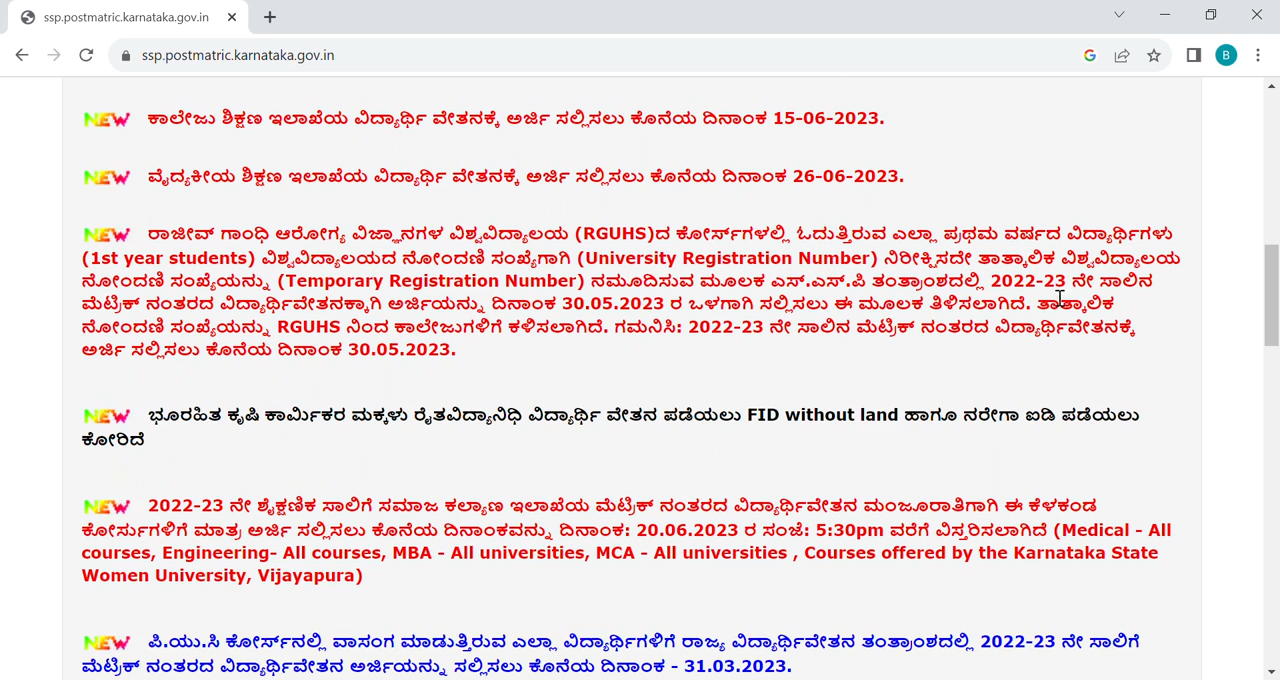 ssp.postmatric.karnataka.gov.in
ssp.postmatric.karnataka.gov.in
B
NEW ಕಾಲೇಜು ಶಿಕ್ಷಣ ಇಲಾಖೆಯ ವಿದ್ಯಾರ್ಥಿ ವೇತನಕ್ಕೆ ಅರ್ಜಿ ಸಲ್ಲಿಸಲು ಕೊನೆಯ ದಿನಾಂಕ 15-06-2023.
NEW ವೈದ್ಯಕೀಯ ಶಿಕ್ಷಣ ಇಲಾಖೆಯ ವಿದ್ಯಾರ್ಥಿ ವೇತನಕ್ಕೆ ಅರ್ಜಿ ಸಲ್ಲಿಸಲು ಕೊನೆಯ ದಿನಾಂಕ 26-06-2023.
NEW ರಾಜೀವ್ ಗಾಂಧಿ ಆರೋಗ್ಯ ವಿಜ್ಞಾನಗಳ ವಿಶ್ವವಿದ್ಯಾಲಯ (RGUHS)ದ ಕೋರ್ಸ್‌ಗಳಲ್ಲಿ ಓದುತ್ತಿರುವ ಎಲ್ಲಾ ಪ್ರಥಮ ವರ್ಷದ ವಿದ್ಯಾರ್ಥಿಗಳು
(1st year students) ವಿಶ್ವವಿದ್ಯಾಲಯದ ನೋಂದಣಿ ಸಂಖ್ಯೆಗಾಗಿ (University Registration Number) ನಿರೀಕ್ಷಿಸದೇ ತಾತ್ಕಾಲಿಕ ವಿಶ್ವವಿದ್ಯಾಲಯ
ನೋಂದಣಿ ಸಂಖ್ಯೆಯನ್ನು (Temporary Registration Number) ನಮೂದಿಸುವ ಮೂಲಕ ಎಸ್.ಎಸ್.ಪಿ ತಂತ್ರಾಂಶದಲ್ಲಿ 2022-23 ನೇ ಸಾಲಿನ
ಮೆಟ್ರಿಕ್ ನಂತರದ ವಿದ್ಯಾರ್ಥಿವೇತನಕ್ಕಾಗಿ ಅರ್ಜಿಯನ್ನು ದಿನಾಂಕ 30.05.2023 ರ ಒಳಗಾಗಿ ಸಲ್ಲಿಸಲು ಈ ಮೂಲಕ ತಿಳಿಸಲಾಗಿದೆ. ತಾತ್ಕಾಲಿಕ
ನೋಂದಣಿ ಸಂಖ್ಯೆಯನ್ನು RGUHS ನಿಂದ ಕಾಲೇಜುಗಳಿಗೆ ಕಳಿಸಲಾಗಿದೆ. ಗಮನಿಸಿ: 2022-23 ನೇ ಸಾಲಿನ ಮೆಟ್ರಿಕ್ ನಂತರದ ವಿದ್ಯಾರ್ಥಿವೇತನಕ್ಕೆ
ಅರ್ಜಿ ಸಲ್ಲಿಸಲು ಕೊನೆಯ ದಿನಾಂಕ 30.05.2023.
NEW ಭೂರಹಿತ ಕೃಷಿ ಕಾರ್ಮಿಕರ ಮಕ್ಕಳು ರೈತವಿದ್ಯಾನಿಧಿ ವಿದ್ಯಾರ್ಥಿ ವೇತನ ಪಡೆಯಲು FID without land ಹಾಗೂ ನರೇಗಾ ಐಡಿ ಪಡೆಯಲು
ಕೋರಿದೆ
NEW 2022-23 ನೇ ಶೈಕ್ಷಣಿಕ ಸಾಲಿಗೆ ಸಮಾಜ ಕಲ್ಯಾಣ ಇಲಾಖೆಯ ಮೆಟ್ರಿಕ್ ನಂತರದ ವಿದ್ಯಾರ್ಥಿವೇತನ ಮಂಜೂರಾತಿಗಾಗಿ ಈ ಕೆಳಕಂಡ
ಕೋರ್ಸುಗಳಿಗೆ ಮಾತ್ರ ಅರ್ಜಿ ಸಲ್ಲಿಸಲು ಕೊನೆಯ ದಿನಾಂಕವನ್ನು ದಿನಾಂಕ: 20.06.2023 ರ ಸಂಜೆ: 5:30pm ವರೆಗೆ ವಿಸ್ತರಿಸಲಾಗಿದೆ (Medical - All
courses, Engineering- All courses, MBA - All universities, MCA - All universities , Courses offered by the Karnataka State
Women University, Vijayapura)
NEW ಪಿ.ಯು.ಸಿ ಕೋರ್ಸ್‌ನಲ್ಲಿ ವಾಸಂಗ ಮಾಡುತ್ತಿರುವ ಎಲ್ಲಾ ವಿದ್ಯಾರ್ಥಿಗಳಿಗೆ ರಾಜ್ಯ ವಿದ್ಯಾರ್ಥಿವೇತನ ತಂತ್ರಾಂಶದಲ್ಲಿ 2022-23 ನೇ ಸಾಲಿಗೆ
ಮೆಟ್ರಿಕ್ ನಂತರದ ವಿದ್ಯಾರ್ಥಿವೇತನ ಅರ್ಜಿಯನ್ನು ಸಲ್ಲಿಸಲು ಕೊನೆಯ ದಿನಾಂಕ - 31.03.2023.